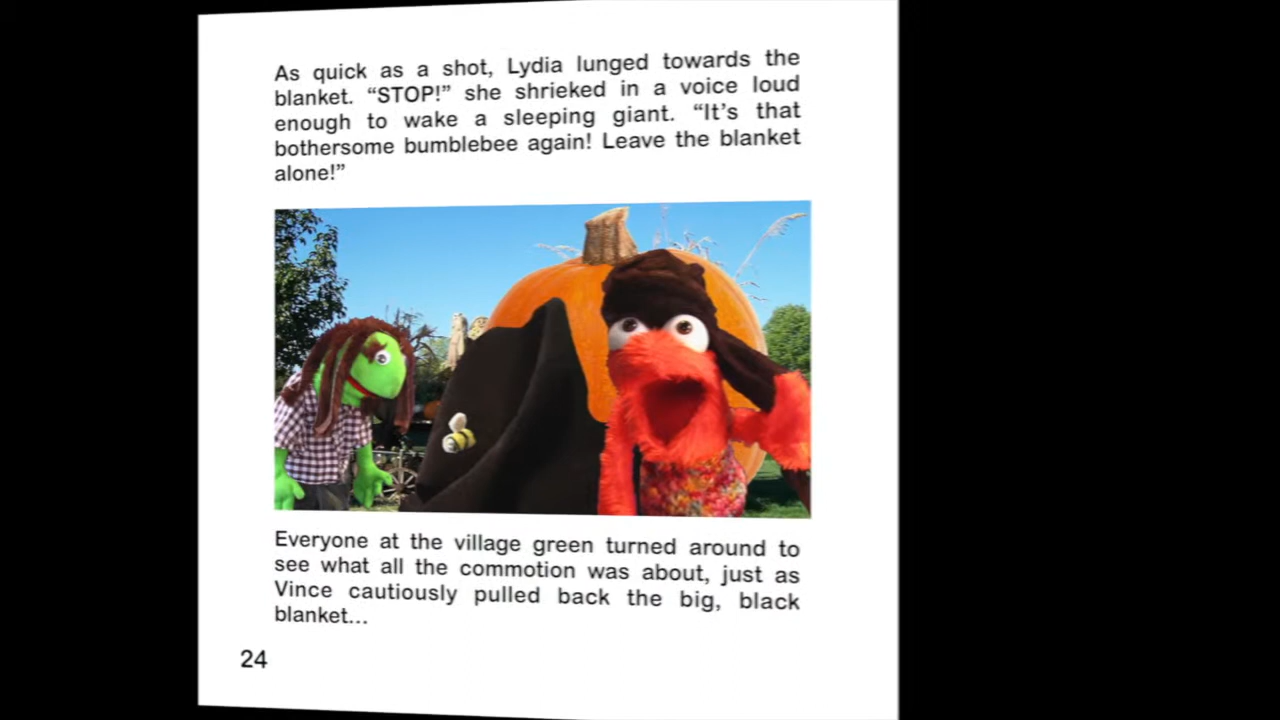 As quick as a shot, Lydia lunged towards the
blanket. “STOP!” she shrieked in a voice loud
enough to wake a sleeping giant. “It’s that
bothersome bumblebee again! Leave the blanket
alone!”
Everyone at the village green turned around to
see what all the commotion was about, just as
Vince cautiously pulled back the big, black
blanket...
24